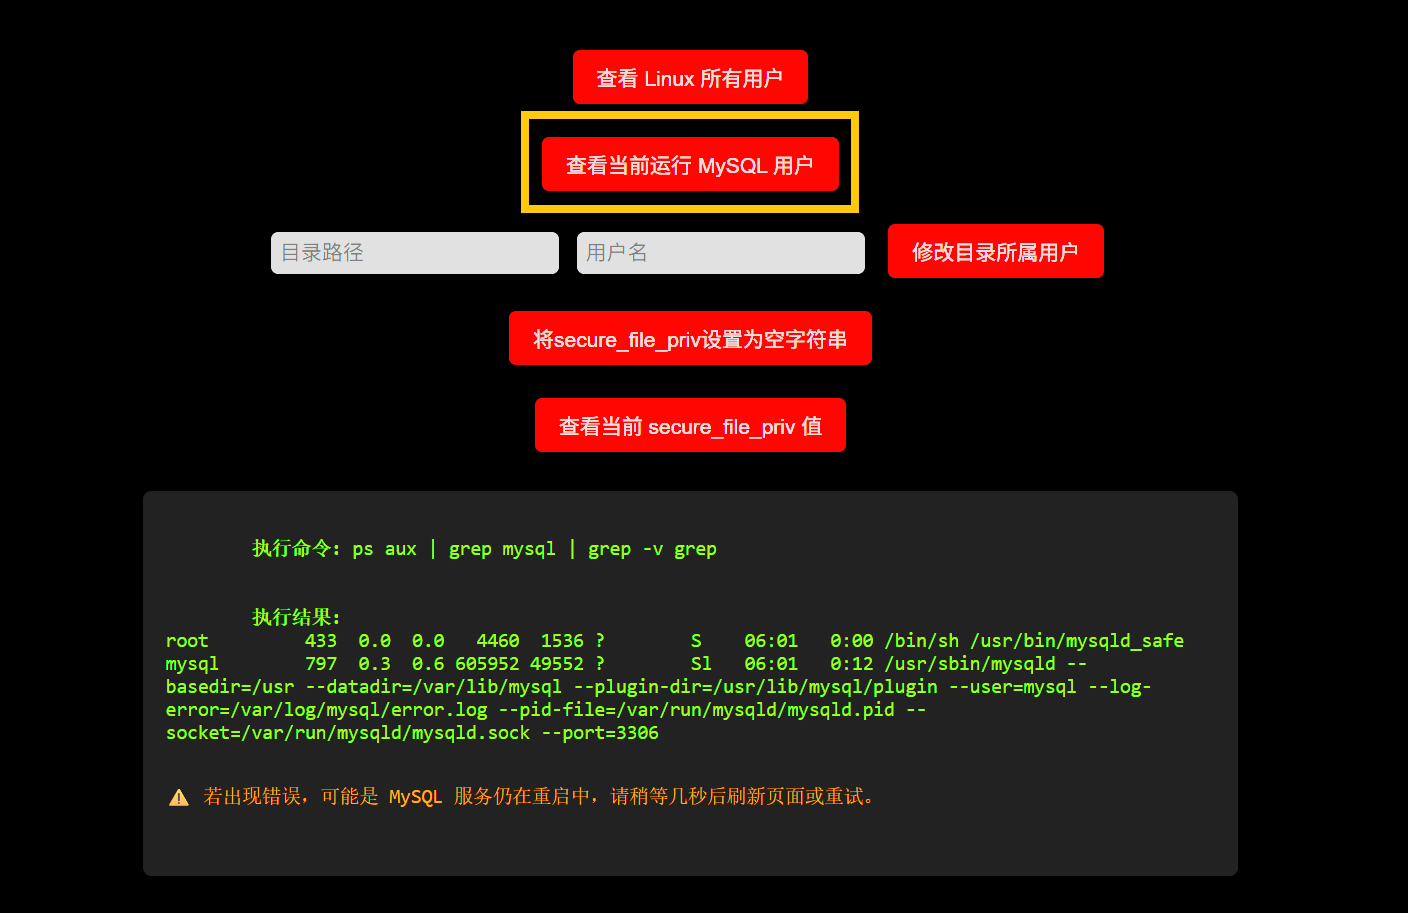 查看 Linux 所有用户
查看当前运行 MySQL 用户
目录路径 用户名 修改目录所属用户
将secure_file_priv设置为空字符串
查看当前 secure_file_priv 值
执行命令：ps aux | grep mysql | grep -v grep
执行结果：
root         433  0.0  0.0   4460  1536 ?        S    06:01   0:00 /bin/sh /usr/bin/mysqld_safe
mysql        797  0.3  0.6 605952 49552 ?        Sl   06:01   0:12 /usr/sbin/mysqld --
basedir=/usr --datadir=/var/lib/mysql --plugin-dir=/usr/lib/mysql/plugin --user=mysql --log-
error=/var/log/mysql/error.log --pid-file=/var/run/mysqld/mysqld.pid --
socket=/var/run/mysqld/mysqld.sock --port=3306
⚠ 若出现错误，可能是 MySQL 服务仍在重启中，请稍等几秒后刷新页面或重试。